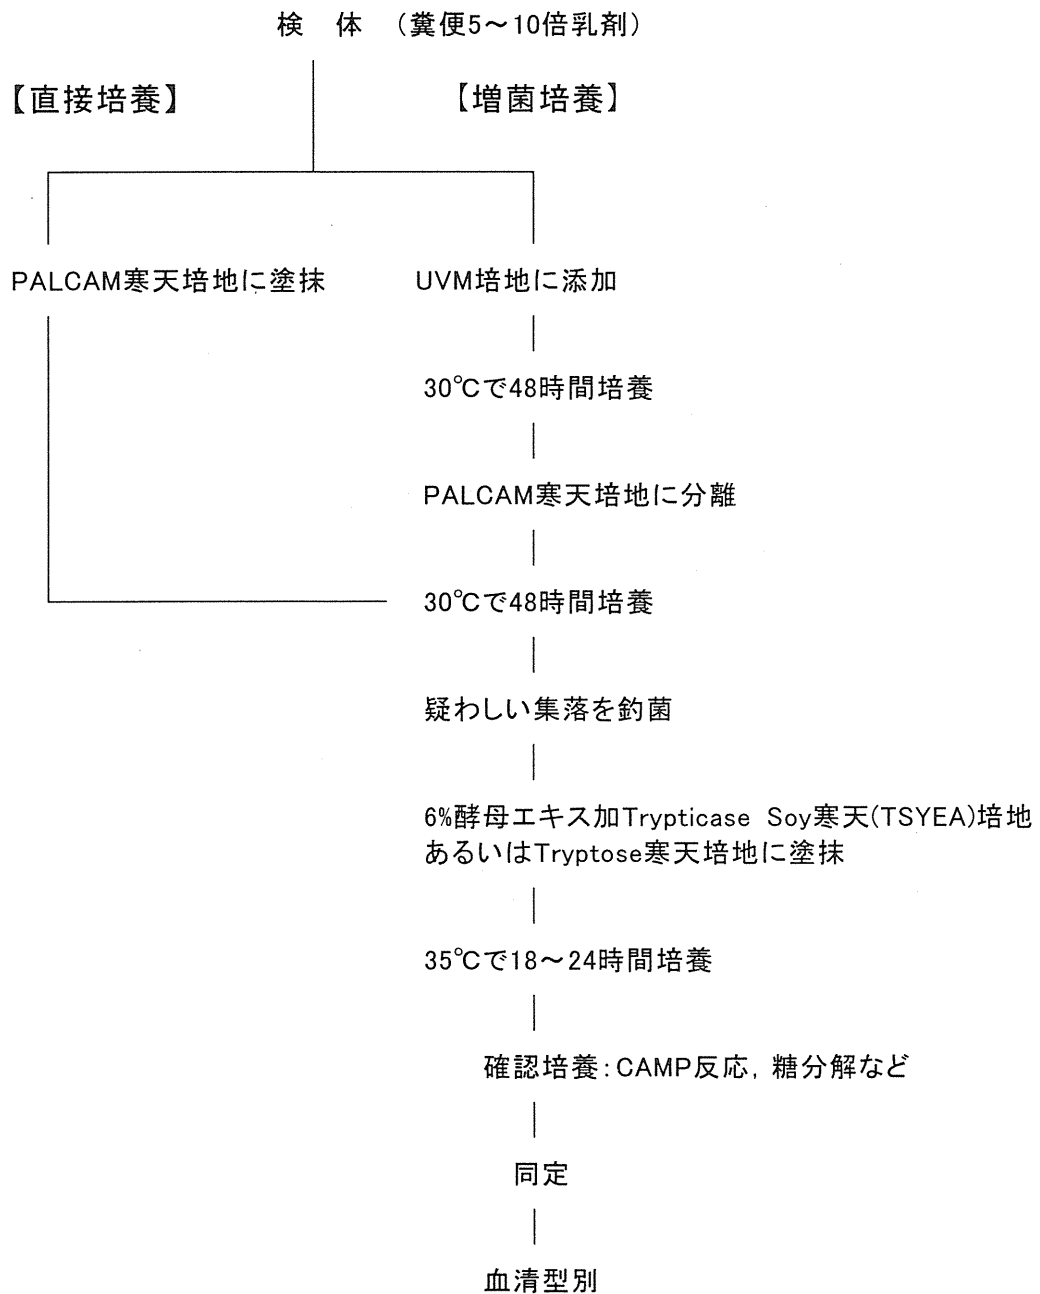 検　体　（糞便5～10倍乳剤）
【直接培養】
【増菌培養】
PALCAM寒天培地に塗抹
UVM培地に添加
30℃で48時間培養
PALCAM寒天培地に分離
30℃で48時間培養
疑わしい集落を釣菌
6%酵母エキス加Trypticase Soy寒天(TSYEA)培地
あるいはTryptose寒天培地に塗抹
35℃で18～24時間培養
確認培養：CAMP反応，糖分解など
同定
血清型別